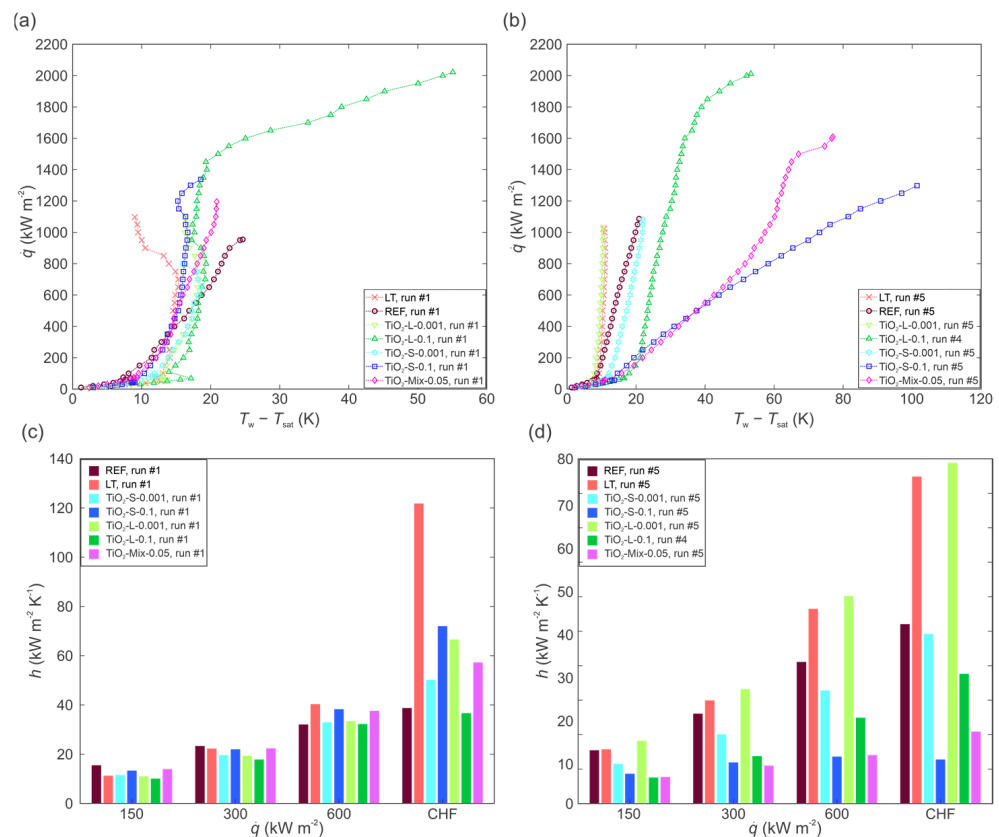 (a)
2200
2000
1800
1600
1400
1200
1000
800
600
400
200
0
q̇ (kW m⁻²)
0 10 20 30 40 50 60
T_w − T_sat (K)
LT, run #1
REF, run #1
TiO₂-L-0.001, run #1
TiO₂-L-0.1, run #1
TiO₂-S-0.001, run #1
TiO₂-S-0.1, run #1
TiO₂-Mix-0.05, run #1
(b)
2200
2000
1800
1600
1400
1200
1000
800
600
400
200
0
q̇ (kW m⁻²)
0 20 40 60 80 100 120
T_w − T_sat (K)
LT, run #5
REF, run #5
TiO₂-L-0.001, run #5
TiO₂-L-0.1, run #4
TiO₂-S-0.001, run #5
TiO₂-S-0.1, run #5
TiO₂-Mix-0.05, run #5
(c)
140
120
100
80
60
40
20
0
h (kW m⁻² K⁻¹)
REF, run #1
LT, run #1
TiO₂-S-0.001, run #1
TiO₂-S-0.1, run #1
TiO₂-L-0.001, run #1
TiO₂-L-0.1, run #1
TiO₂-Mix-0.05, run #1
150 300 600 CHF
q̇ (kW m⁻²)
(d)
80
70
60
60
50
40
30
20
20
10
0
h (kW m⁻² K⁻¹)
REF, run #5
LT, run #5
TiO₂-S-0.001, run #5
TiO₂-S-0.1, run #5
TiO₂-L-0.001, run #5
TiO₂-L-0.1, run #4
TiO₂-Mix-0.05, run #5
150 300 600 CHF
q̇ (kW m⁻²)